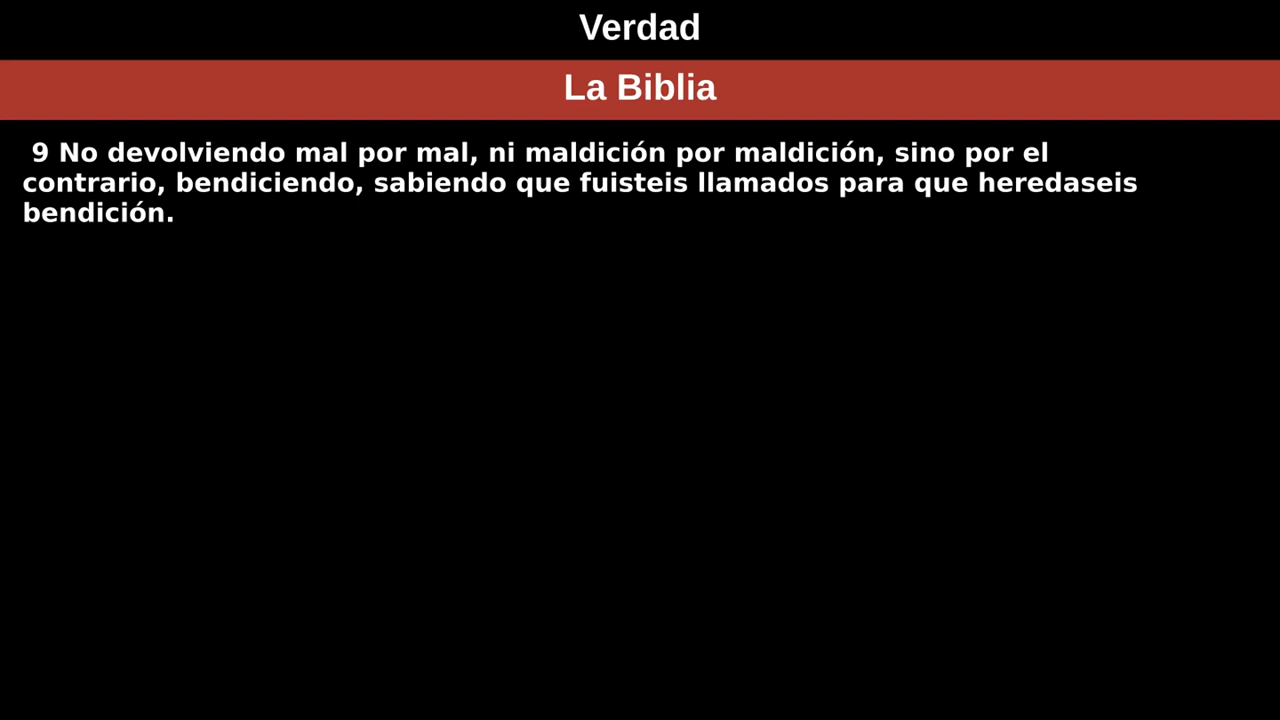 Verdad
La Biblia
9 No devolviendo mal por mal, ni maldición por maldición, sino por el
contrario, bendiciendo, sabiendo que fuisteis llamados para que heredaseis
bendición.